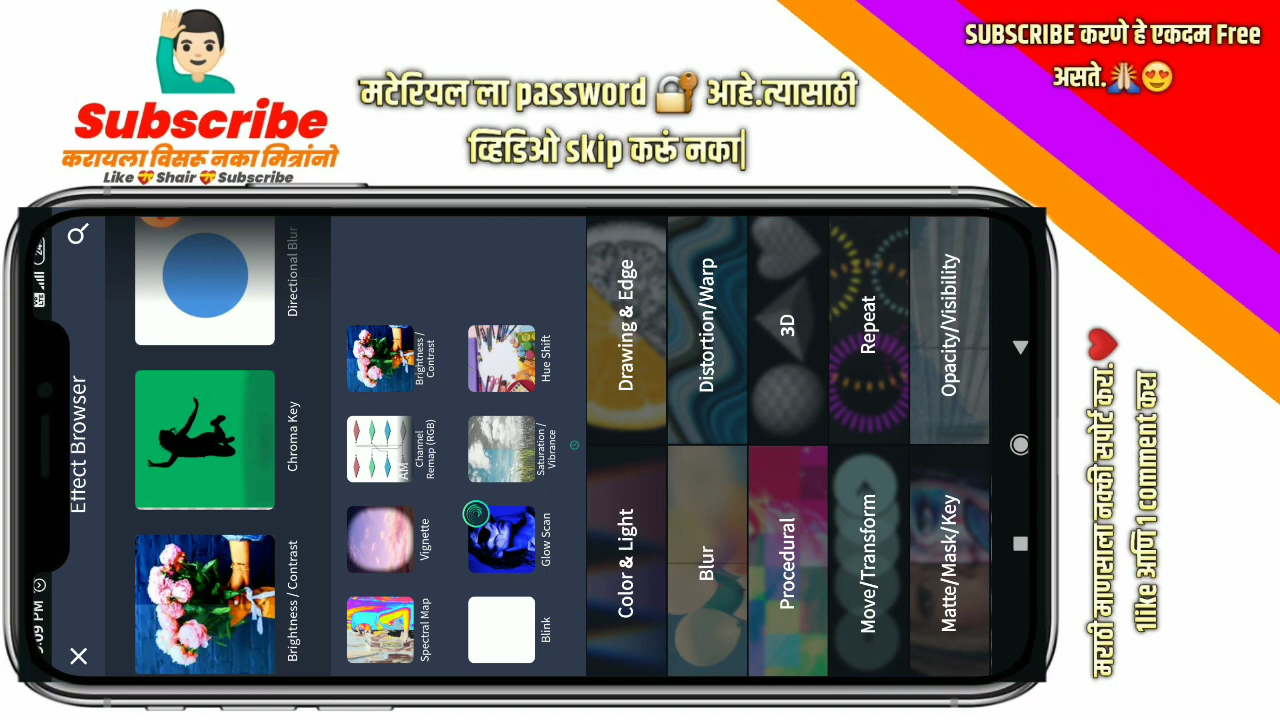 SUBSCRIBE करणे हे एकदम Free
असते.🙏😍
मटेरियल ला password 🔐 आहे.त्यासाठी
व्हिडिओ skip करूं नका|
Subscribe
करायला विसरू नका मित्रांनो
Like 💝 Shair 💝 Subscribe
PM
24
Effect Browser
Brightness / Contrast
Chroma Key
Directional Blur
Spectral Map
Vignette
Channel
Remap (RGB)
Brightness /
Contrast
Blink
Glow Scan
Saturation /
Vibrance
Hue Shift
Color & Light
Drawing & Edge
Blur
Distortion/Warp
Procedural
3D
Move/Transform
Repeat
Matte/Mask/Key
Opacity/Visibility
मराठी माणसाला नक्की सपोर्ट करा.❤️
1like आणि 1 comment करा